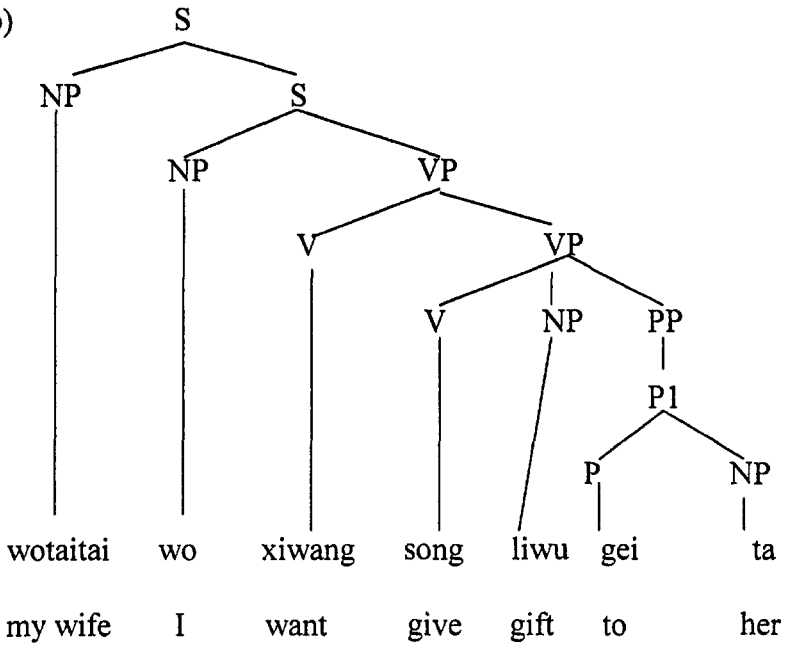 )
S
NP S
NP VP
V VP
V NP PP
P1
P NP
wotaitai wo xiwang song liwu gei ta
my wife I want give gift to her